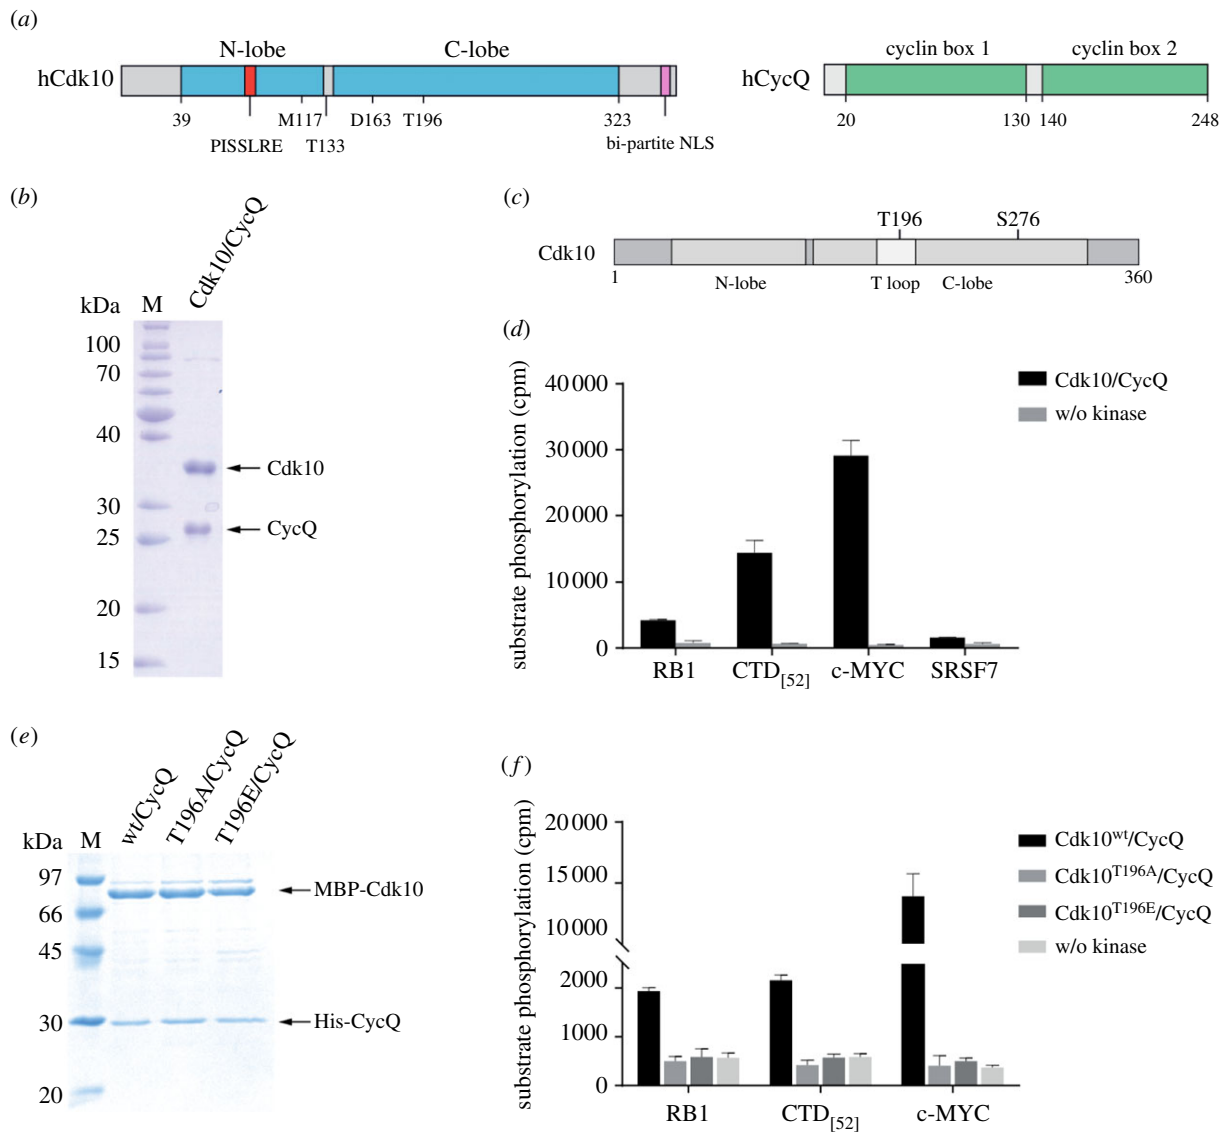 (a)
N-lobe C-lobe cyclin box 1 cyclin box 2
hCdk10 hCycQ
39 M117 D163 T196 323 20 130 140 248
PISSLRE T133 bi-partite NLS
(b)
Cdk10/CycQ
kDa M
100
70
40
Cdk10
30
CycQ
25
20
15
(c)
T196 S276
Cdk10
1 N-lobe T loop C-lobe 360
(d)
substrate phosphorylation (cpm)
40 000
30 000
20 000
10 000
0
Cdk10/CycQ
w/o kinase
RB1 CTD[52] c-MYC SRSF7
(e)
wt/CycQ T196A/CycQ T196E/CycQ
kDa M
97
MBP-Cdk10
66
45
30
His-CycQ
20
(f)
substrate phosphorylation (cpm)
20 000
15 000
10 000
2000
1000
0
Cdk10wt/CycQ
Cdk10T196A/CycQ
Cdk10T196E/CycQ
w/o kinase
RB1 CTD[52] c-MYC